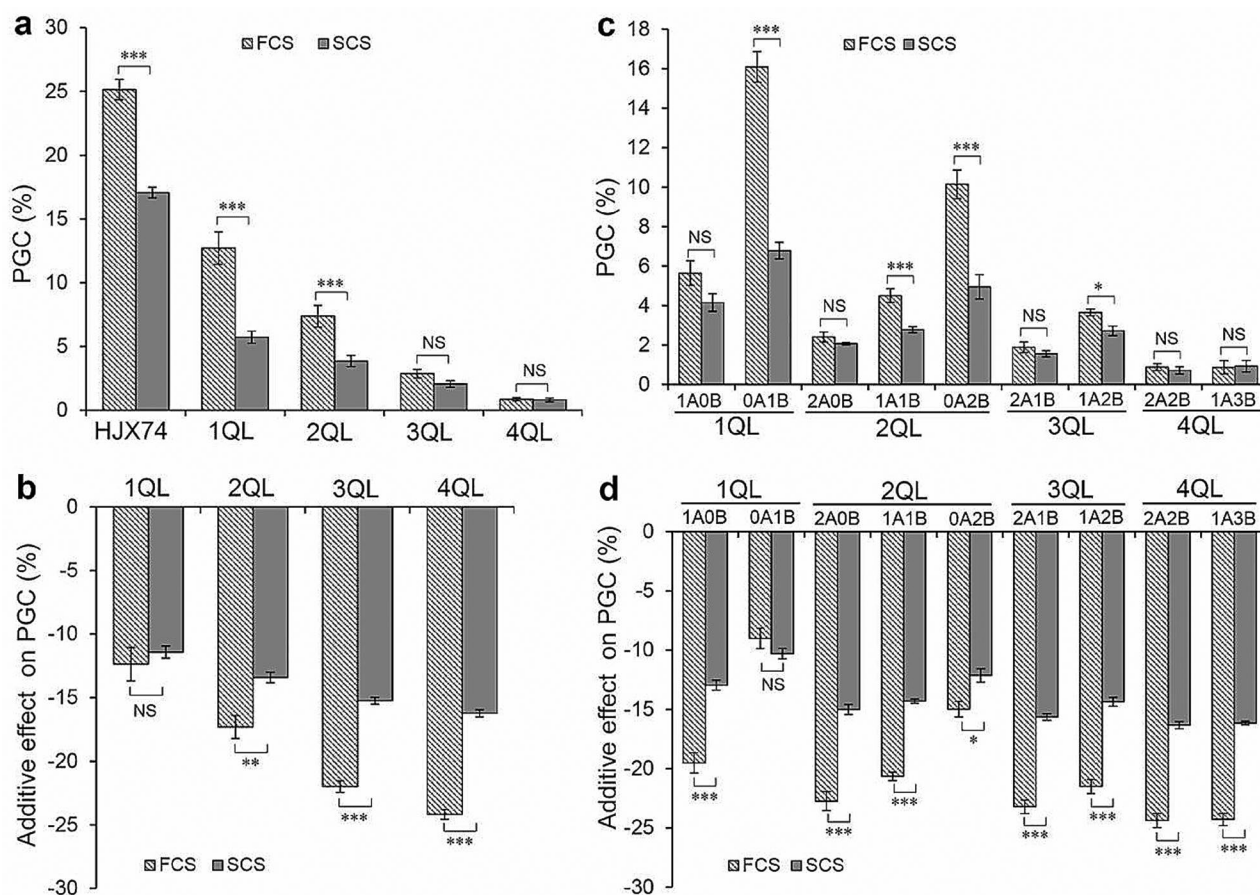 a
30
25
20
15
10
5
0
PGC (%)
FCS SCS
***
***
***
NS
NS
HJX74 1QL 2QL 3QL 4QL
c
18
16
14
12
10
8
6
4
2
0
PGC (%)
FCS SCS
NS
***
NS
***
***
NS
*
NS
NS
1A0B 0A1B 2A0B 1A1B 0A2B 2A1B 1A2B 2A2B 1A3B
1QL 2QL 3QL 4QL
b
1QL 2QL 3QL 4QL
0
-5
-10
-15
-20
-25
-30
Additive effect on PGC (%)
NS
**
***
***
FCS SCS
d
1QL 2QL 3QL 4QL
1A0B 0A1B 2A0B 1A1B 0A2B 2A1B 1A2B 2A2B 1A3B
0
-5
-10
-15
-20
-25
-30
Additive effect on PGC (%)
***
NS
***
***
*
***
***
***
***
FCS SCS